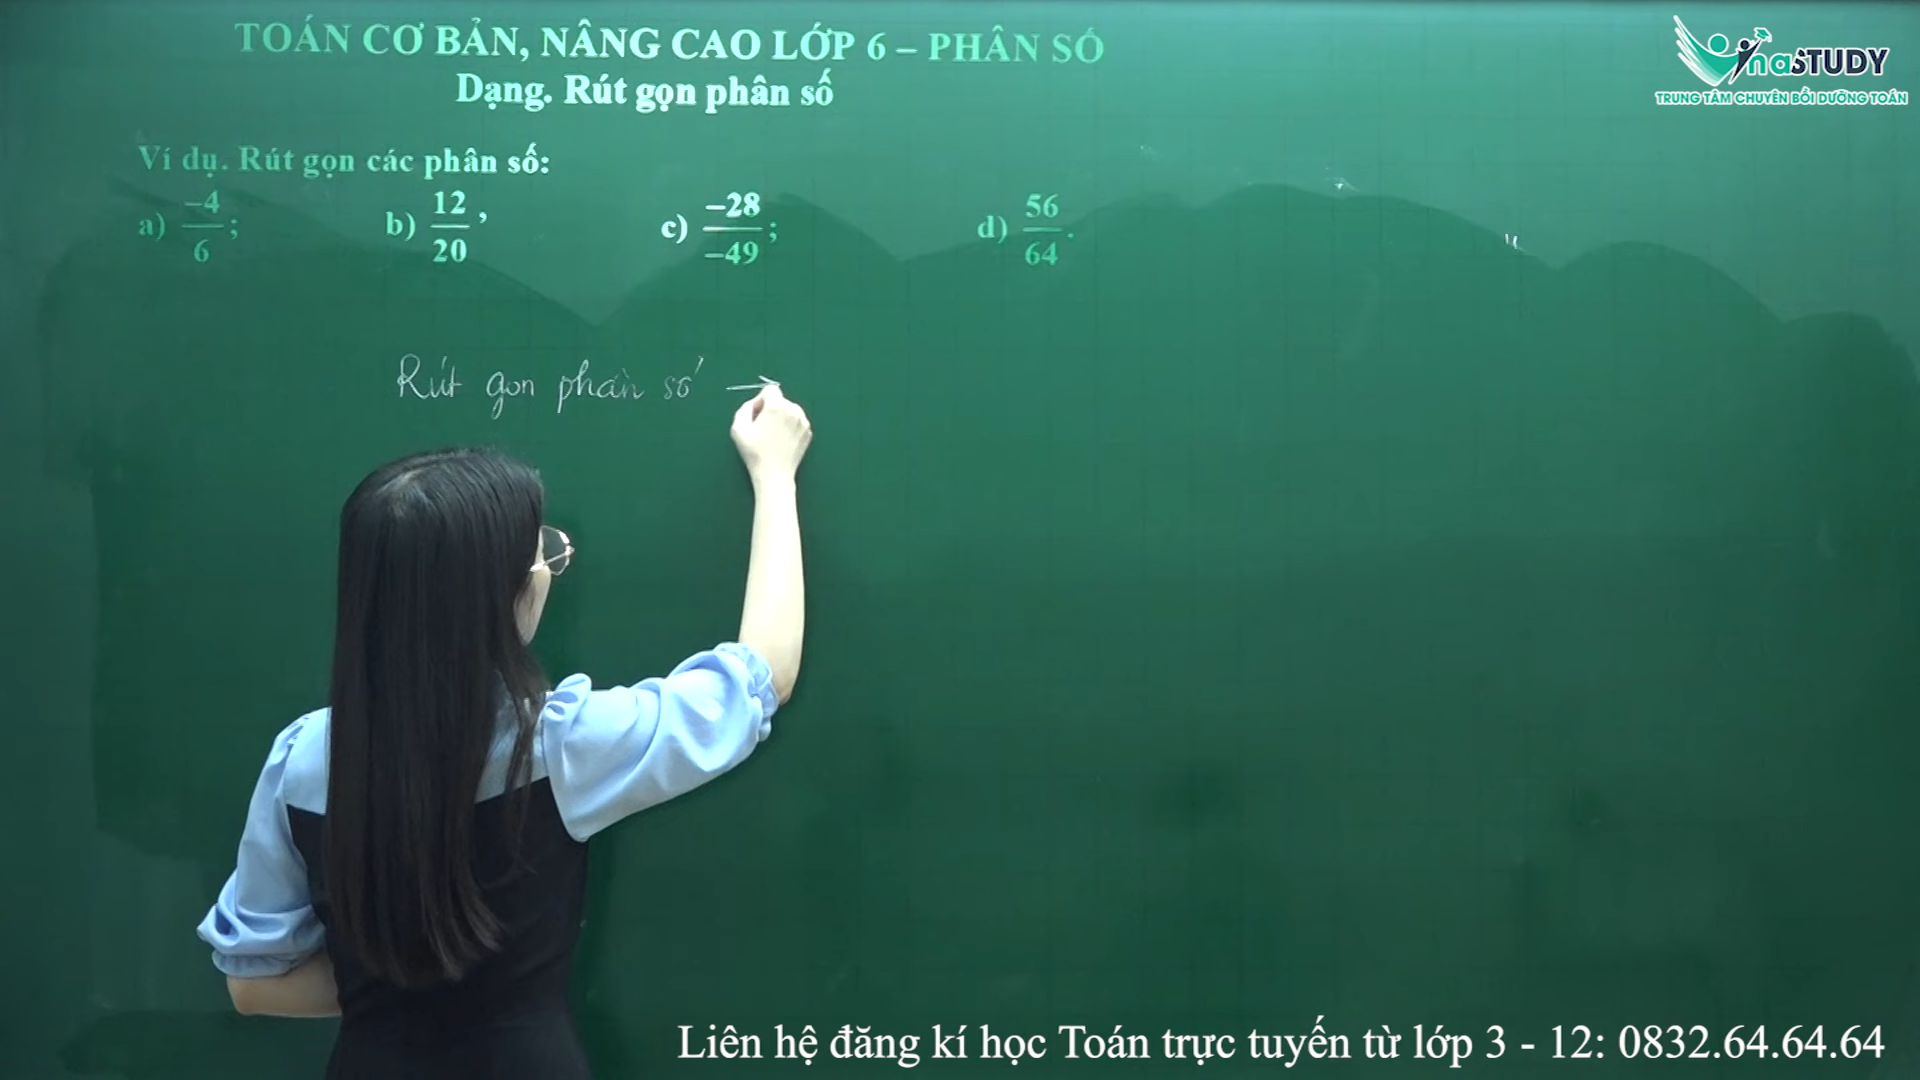 TOÁN CƠ BẢN, NÂNG CAO LỚP 6 – PHÂN SỐ
Dạng. Rút gọn phân số
inaSTUDY
TRUNG TÂM CHUYÊN BỒI DƯỠNG TOÁN
Ví dụ. Rút gọn các phân số:
a) −4/6; b) 12/20, c) −28/−49; d) 56/64.
Rút gọn phân số →
Liên hệ đăng kí học Toán trực tuyến từ lớp 3 - 12: 0832.64.64.64